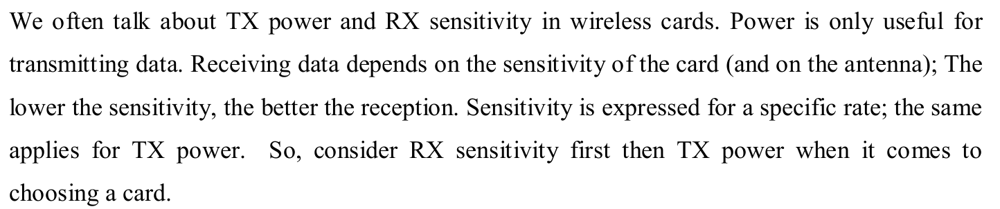 We often talk about TX power and RX sensitivity in wireless cards. Power is only useful for
transmitting data. Receiving data depends on the sensitivity of the card (and on the antenna); The
lower the sensitivity, the better the reception. Sensitivity is expressed for a specific rate; the same
applies for TX power.  So, consider RX sensitivity first then TX power when it comes to
choosing a card.